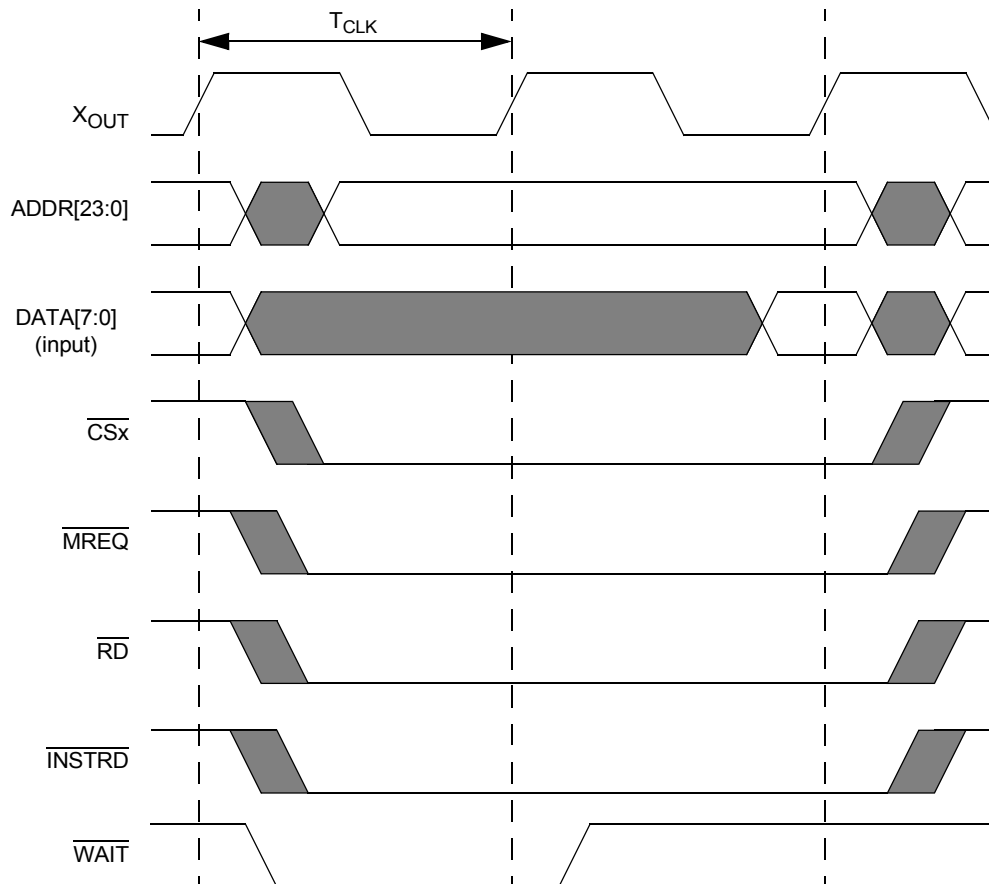 TCLK
XOUT
ADDR[23:0]
DATA[7:0]
(input)
CSx
MREQ
RD
INSTRD
WAIT